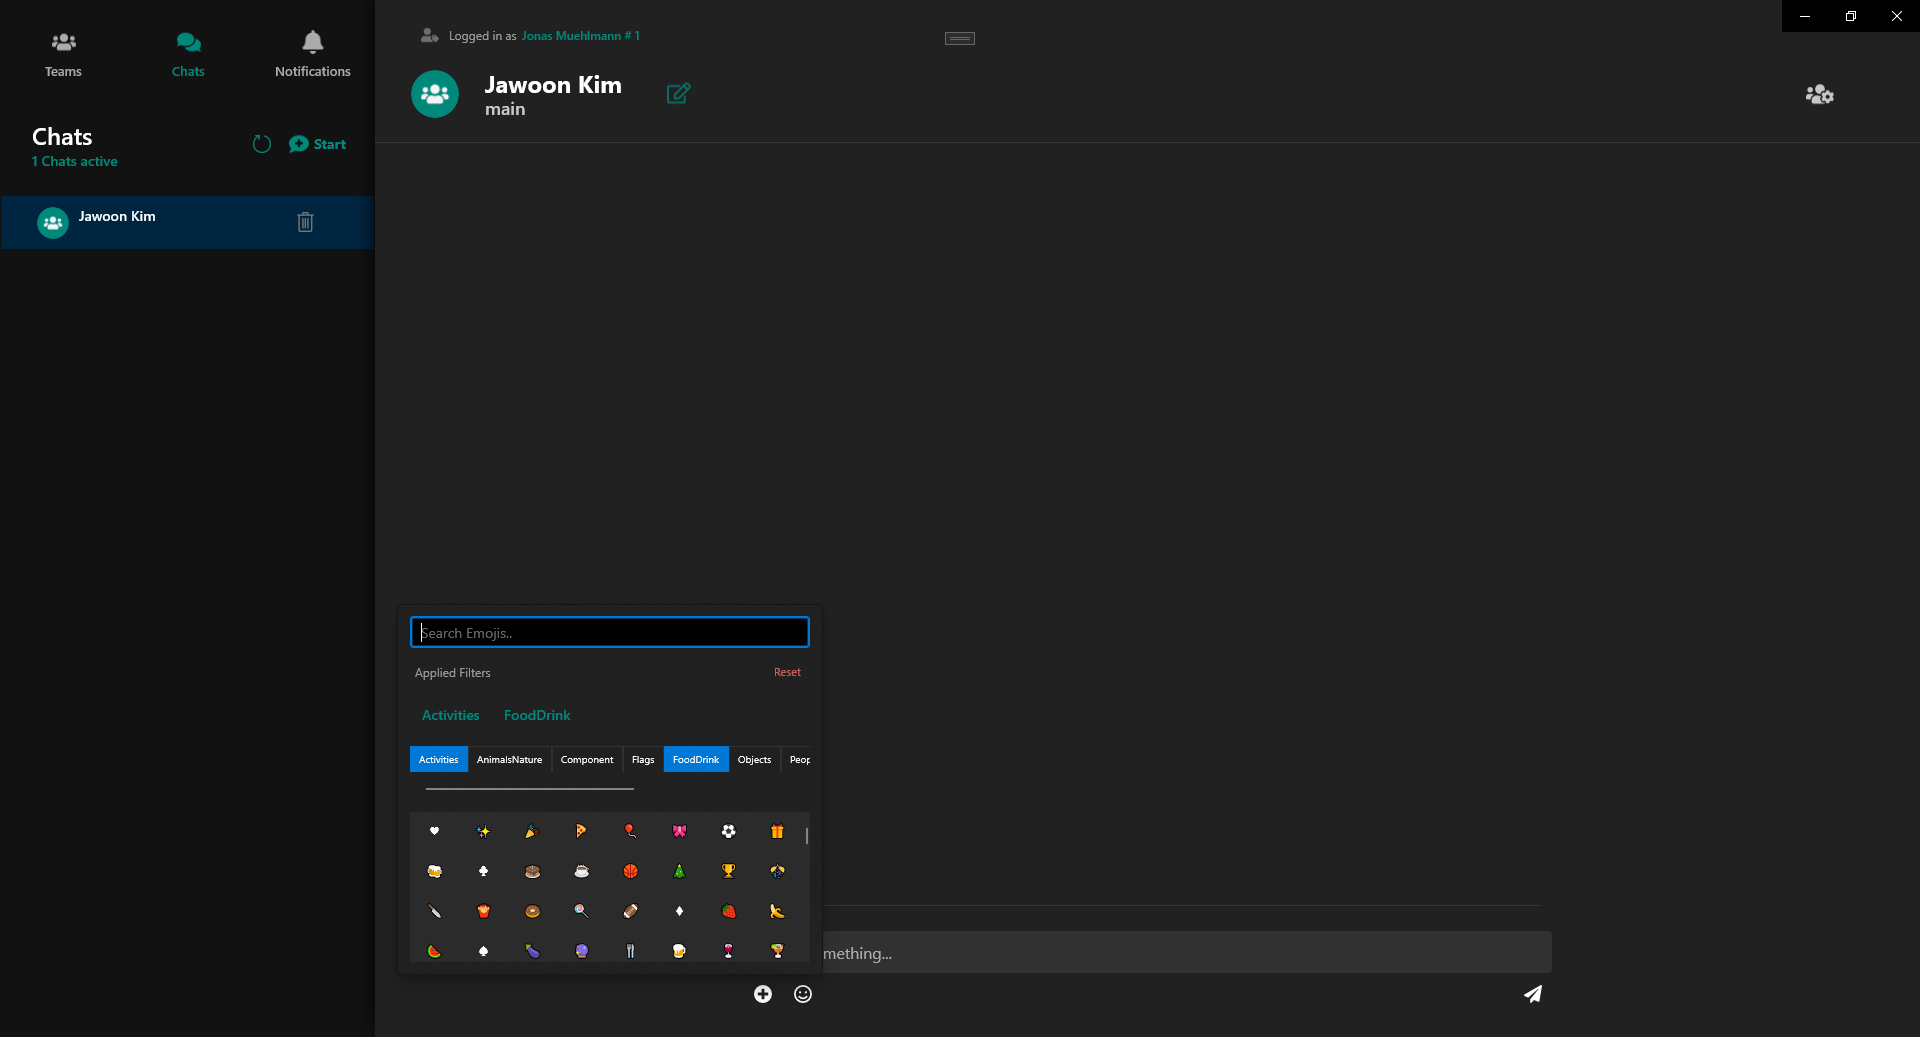 Teams
Chats
Notifications
Logged in as Jonas Muehlmann # 1
Jawoon Kim
main
Chats
1 Chats active
Start
Jawoon Kim
Search Emojis..
Applied Filters
Reset
Activities FoodDrink
Activities AnimalsNature Component Flags FoodDrink Objects Peop
mething...